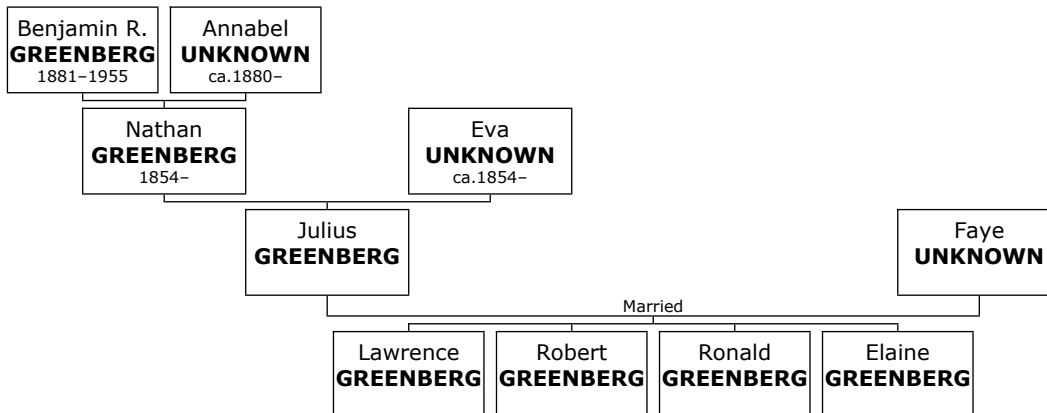 Benjamin R.
GREENBERG
1881–1955
Annabel
UNKNOWN
ca.1880–
Nathan
GREENBERG
1854–
Eva
UNKNOWN
ca.1854–
Julius
GREENBERG
Faye
UNKNOWN
Married
Lawrence
GREENBERG
Robert
GREENBERG
Ronald
GREENBERG
Elaine
GREENBERG